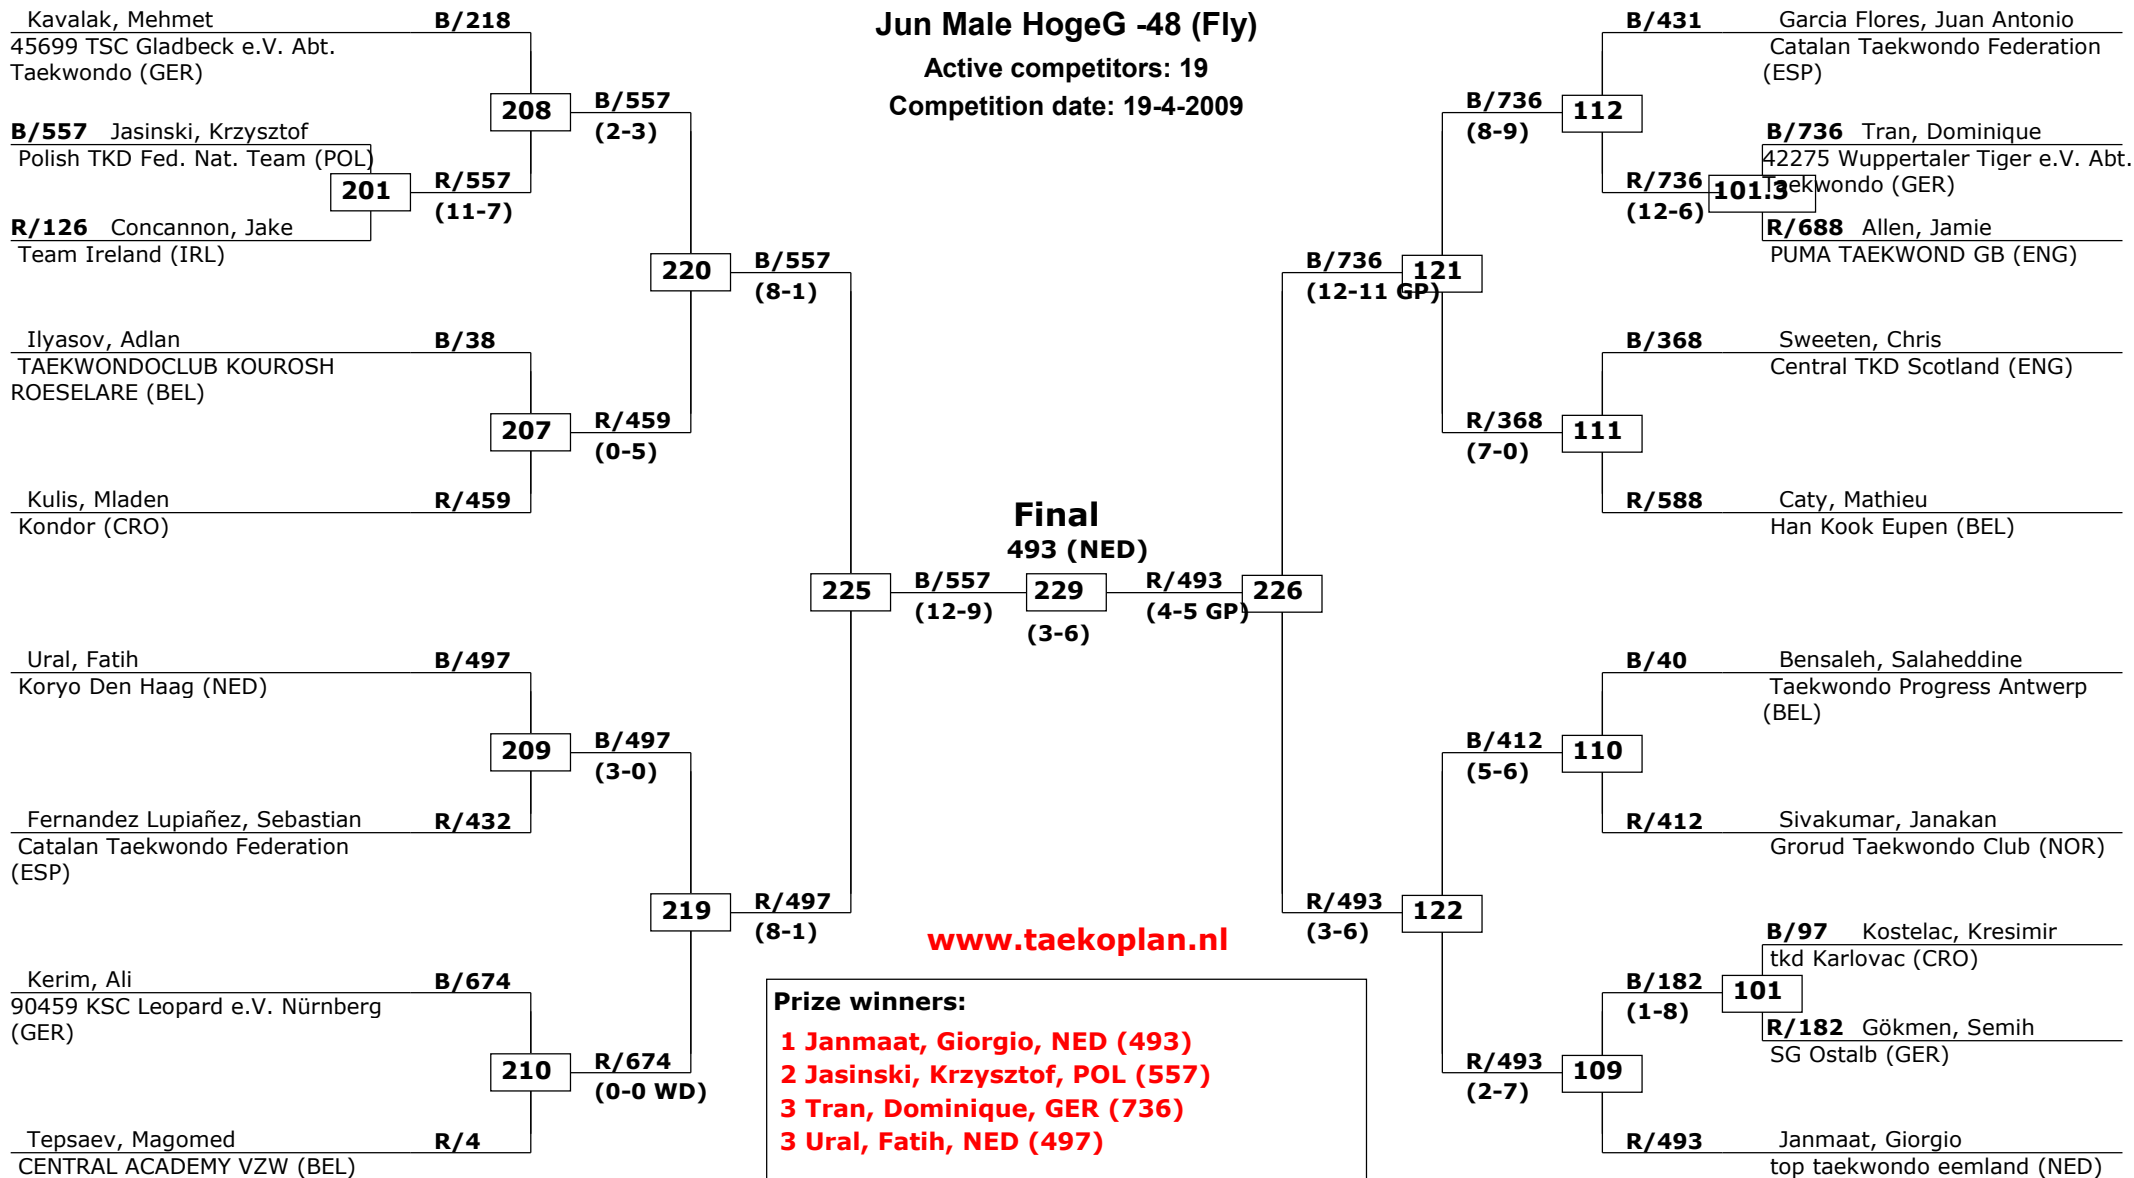 Jun Male HogeG -48 (Fly)
Active competitors: 19
Competition date: 19-4-2009
Kavalak, Mehmet B/218
45699 TSC Gladbeck e.V. Abt.
Taekwondo (GER)
208
B/557
(2-3)
B/557 Jasinski, Krzysztof
Polish TKD Fed. Nat. Team (POL)
201
R/557
(11-7)
R/126 Concannon, Jake
Team Ireland (IRL)
220
B/557
(8-1)
Ilyasov, Adlan B/38
TAEKWONDOCLUB KOUROSH
ROESELARE (BEL)
207
R/459
(0-5)
Kulis, Mladen R/459
Kondor (CRO)
225
B/557
(12-9)
Ural, Fatih B/497
Koryo Den Haag (NED)
209
B/497
(3-0)
Fernandez Lupiañez, Sebastian R/432
Catalan Taekwondo Federation
(ESP)
219
R/497
(8-1)
Kerim, Ali B/674
90459 KSC Leopard e.V. Nürnberg
(GER)
210
R/674
(0-0 WD)
Tepsaev, Magomed R/4
CENTRAL ACADEMY VZW (BEL)
Final
493 (NED)
229
(3-6)
R/493
(4-5 GP)
226
B/431 Garcia Flores, Juan Antonio
Catalan Taekwondo Federation
(ESP)
B/736
(8-9)
112
B/736 Tran, Dominique
42275 Wuppertaler Tiger e.V. Abt.
Taekwondo (GER)
R/736
(12-6)
101.3
R/688 Allen, Jamie
PUMA TAEKWOND GB (ENG)
B/736
(12-11 GP)
121
B/368 Sweeten, Chris
Central TKD Scotland (ENG)
R/368
(7-0)
111
R/588 Caty, Mathieu
Han Kook Eupen (BEL)
B/40 Bensaleh, Salaheddine
Taekwondo Progress Antwerp
(BEL)
B/412
(5-6)
110
R/412 Sivakumar, Janakan
Grorud Taekwondo Club (NOR)
R/493
(3-6)
122
B/97 Kostelac, Kresimir
tkd Karlovac (CRO)
B/182
(1-8)
101
R/182 Gökmen, Semih
SG Ostalb (GER)
R/493
(2-7)
109
R/493 Janmaat, Giorgio
top taekwondo eemland (NED)
www.taekoplan.nl
Prize winners:
1 Janmaat, Giorgio, NED (493)
2 Jasinski, Krzysztof, POL (557)
3 Tran, Dominique, GER (736)
3 Ural, Fatih, NED (497)